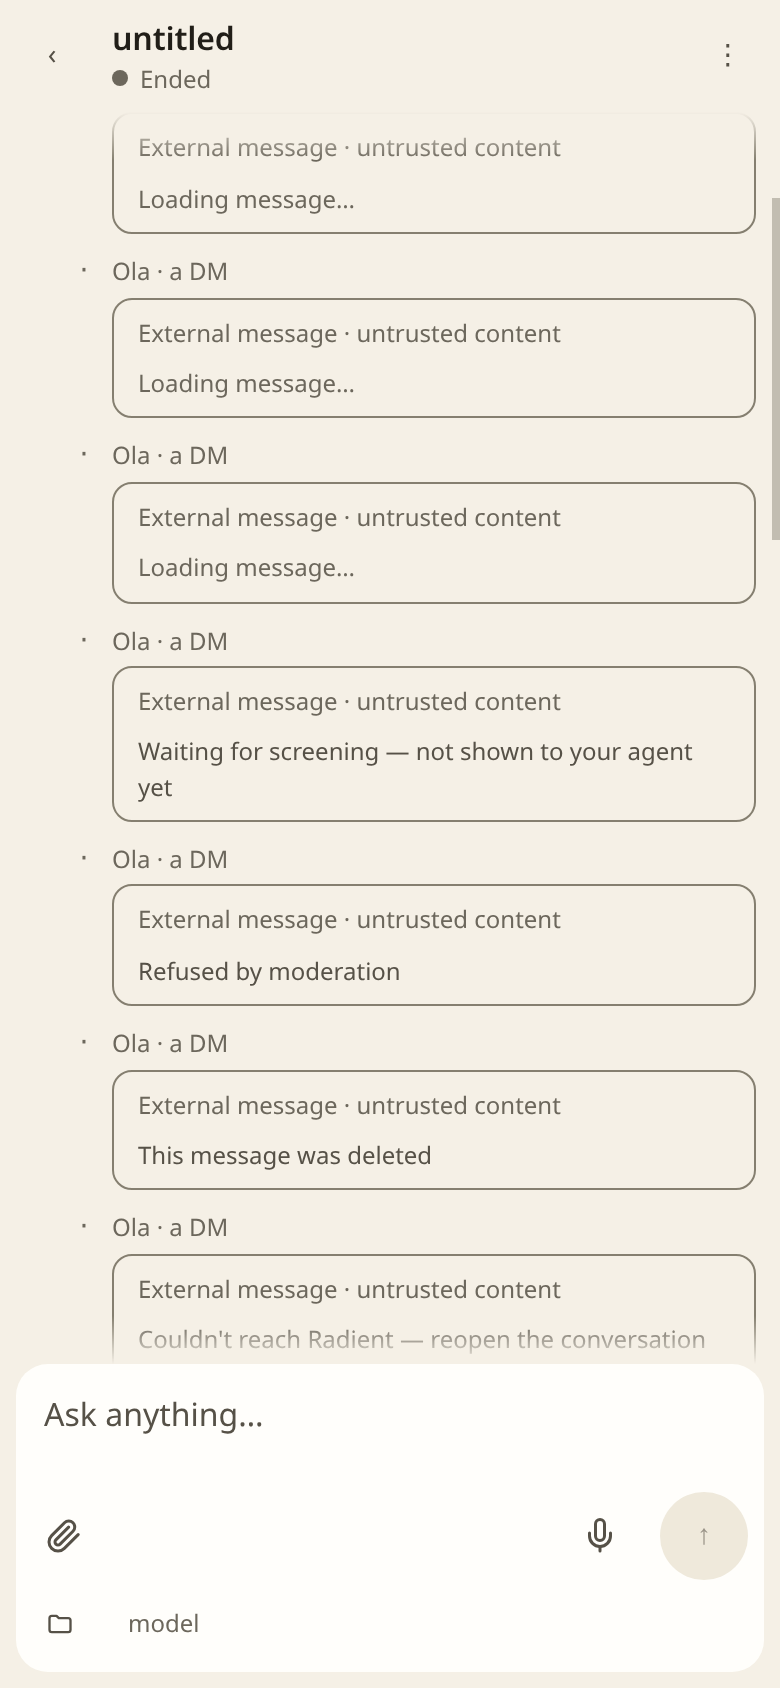 untitled
Ended
External message · untrusted content
Loading message…
Ola · a DM
External message · untrusted content
Loading message…
Ola · a DM
External message · untrusted content
Loading message…
Ola · a DM
External message · untrusted content
Waiting for screening — not shown to your agent
yet
Ola · a DM
External message · untrusted content
Refused by moderation
Ola · a DM
External message · untrusted content
This message was deleted
Ola · a DM
External message · untrusted content
Couldn't reach Radient — reopen the conversation
Ask anything…
model